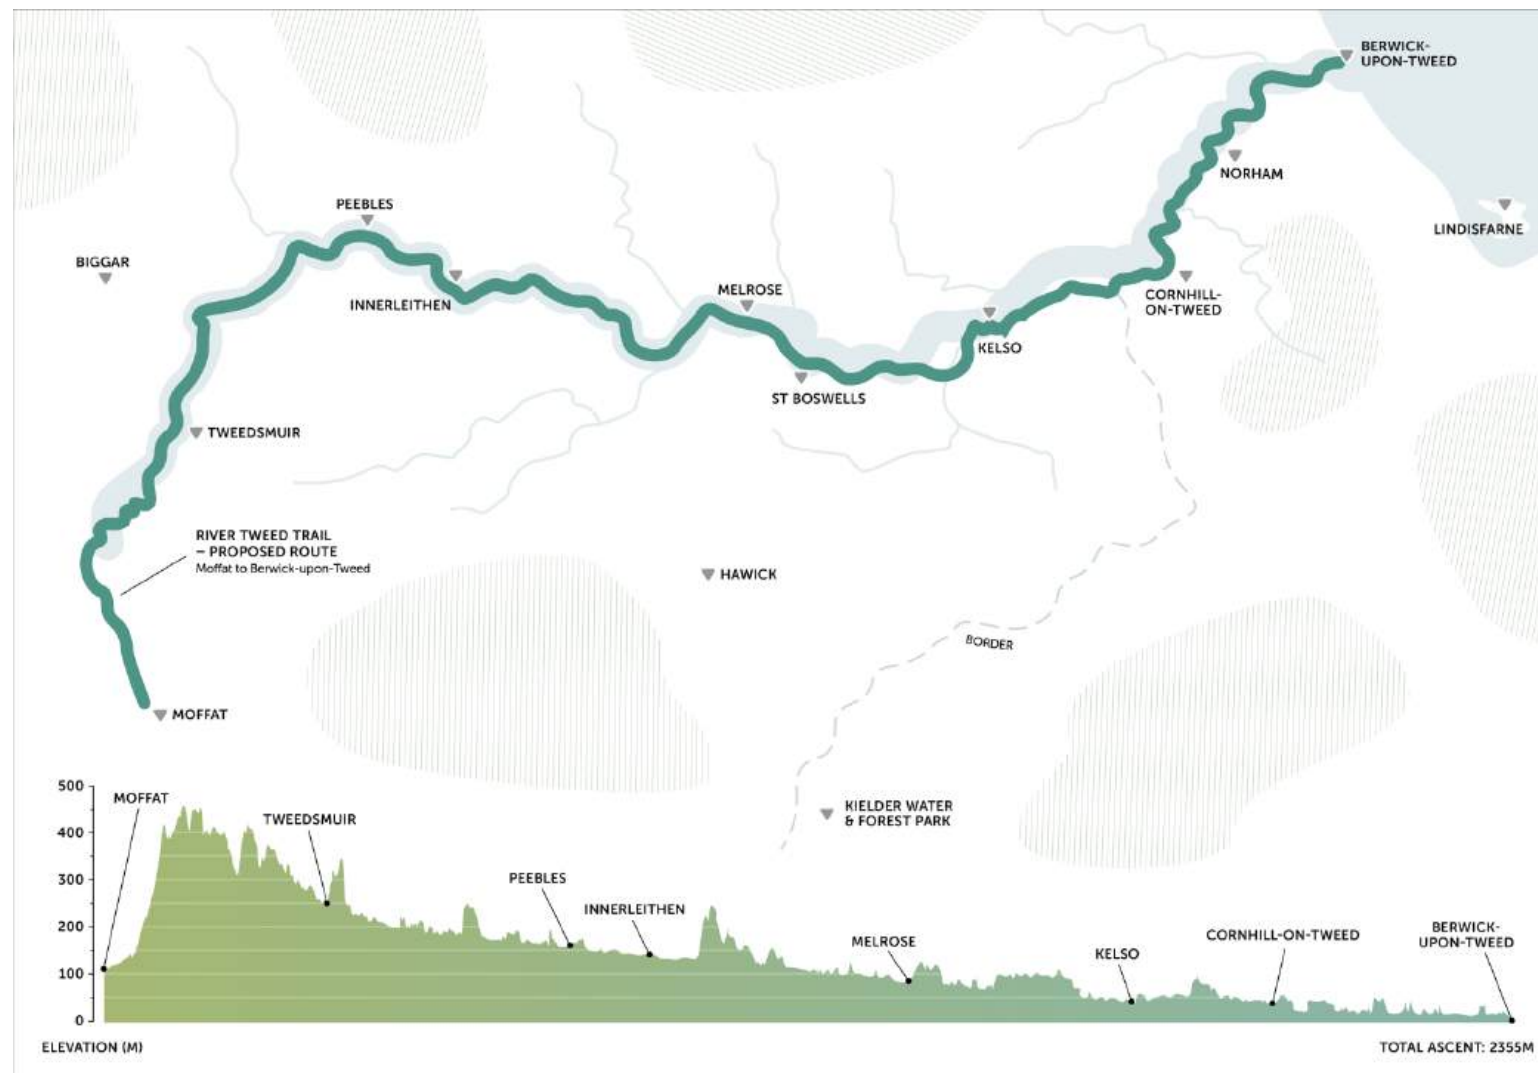 BERWICK-
UPON-TWEED
NORHAM
LINDISFARNE
PEEBLES
BIGGAR
INNERLEITHEN
MELROSE
CORNHILL-
ON-TWEED
KELSO
ST BOSWELLS
TWEEDSMUIR
RIVER TWEED TRAIL
– PROPOSED ROUTE
Moffat to Berwick-upon-Tweed
HAWICK
BORDER
MOFFAT
KIELDER WATER
& FOREST PARK
500
400
300
200
100
0
MOFFAT
TWEEDSMUIR
PEEBLES
INNERLEITHEN
MELROSE
KELSO
CORNHILL-ON-TWEED
BERWICK-
UPON-TWEED
ELEVATION (M)
TOTAL ASCENT: 2355M